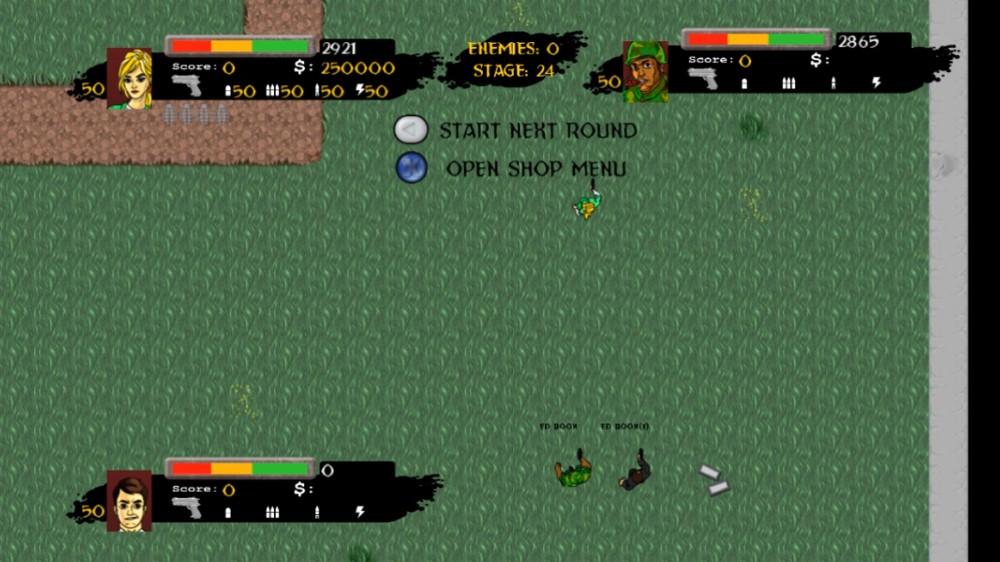 2921
Score: 0 $: 250000
50 50 50 50 50
ENEMIES: 0
STAGE: 24
2865
Score: 0 $:
50
START NEXT ROUND
OPEN SHOP MENU
0
Score: 0 $:
50